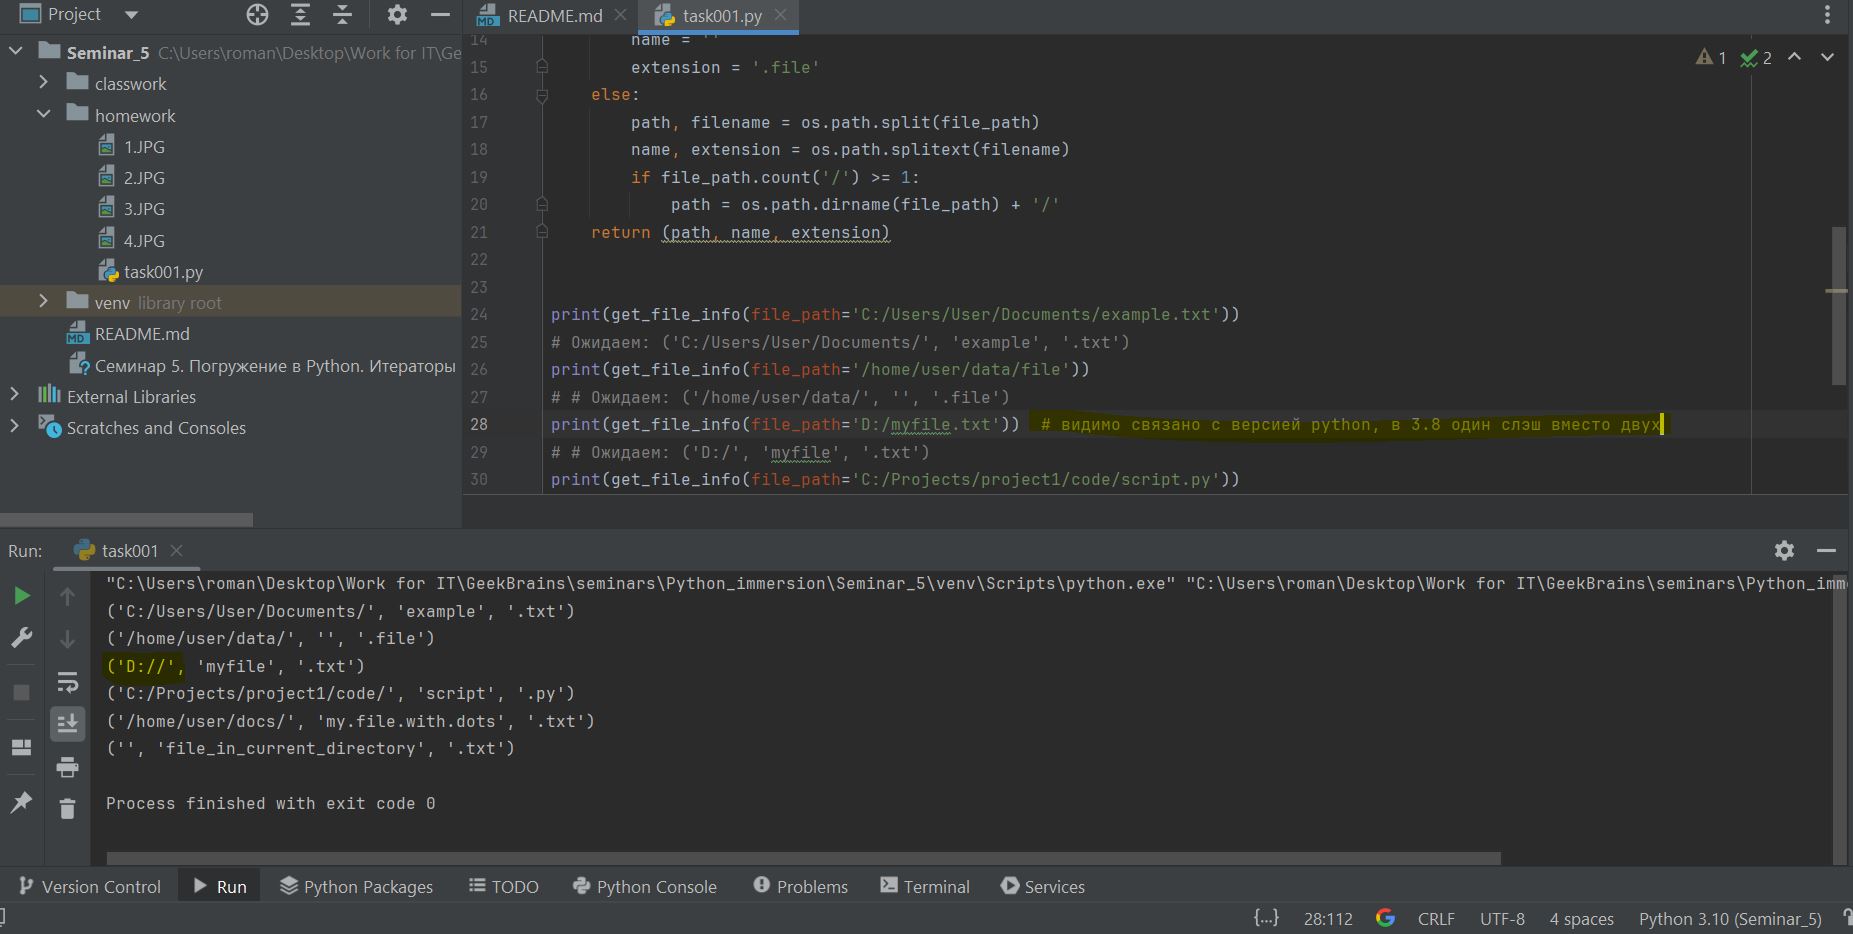 Project
README.md
task001.py
Seminar_5 C:\Users\roman\Desktop\Work for IT\Ge
classwork
homework
1.JPG
2.JPG
3.JPG
4.JPG
task001.py
venv library root
README.md
Семинар 5. Погружение в Python. Итераторы
External Libraries
Scratches and Consoles
1 2
14 name = ''
15 extension = '.file'
16 else:
17 path, filename = os.path.split(file_path)
18 name, extension = os.path.splitext(filename)
19 if file_path.count('/') >= 1:
20 path = os.path.dirname(file_path) + '/'
21 return (path, name, extension)
22
23
24 print(get_file_info(file_path='C:/Users/User/Documents/example.txt'))
25 # Ожидаем: ('C:/Users/User/Documents/', 'example', '.txt')
26 print(get_file_info(file_path='/home/user/data/file'))
27 # # Ожидаем: ('/home/user/data/', '', '.file')
28 print(get_file_info(file_path='D:/myfile.txt')) # видимо связано с версией python, в 3.8 один слэш вместо двух
29 # # Ожидаем: ('D:/', 'myfile', '.txt')
30 print(get_file_info(file_path='C:/Projects/project1/code/script.py'))
Run: task001
"C:\Users\roman\Desktop\Work for IT\GeekBrains\seminars\Python_immersion\Seminar_5\venv\Scripts\python.exe" "C:\Users\roman\Desktop\Work for IT\GeekBrains\seminars\Python_imme
('C:/Users/User/Documents/', 'example', '.txt')
('/home/user/data/', '', '.file')
('D://', 'myfile', '.txt')
('C:/Projects/project1/code/', 'script', '.py')
('/home/user/docs/', 'my.file.with.dots', '.txt')
('', 'file_in_current_directory', '.txt')
Process finished with exit code 0
Version Control Run Python Packages TODO Python Console Problems Terminal Services
{...} 28:112 CRLF UTF-8 4 spaces Python 3.10 (Seminar_5)